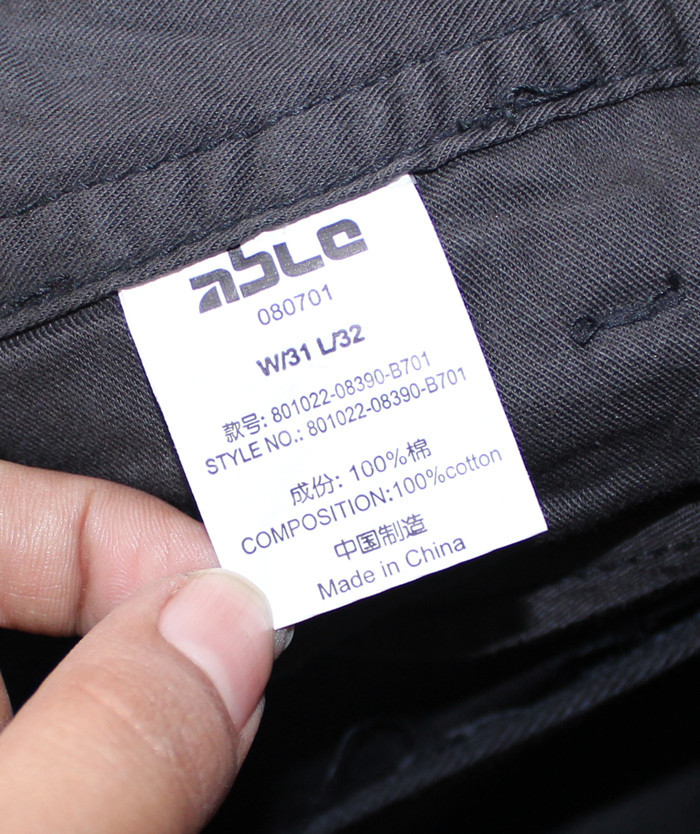 able
080701
W/31 L/32
款号: 801022-08390-B701
STYLE NO.: 801022-08390-B701
成份: 100%棉
COMPOSITION:100%cotton
中国制造
Made in China